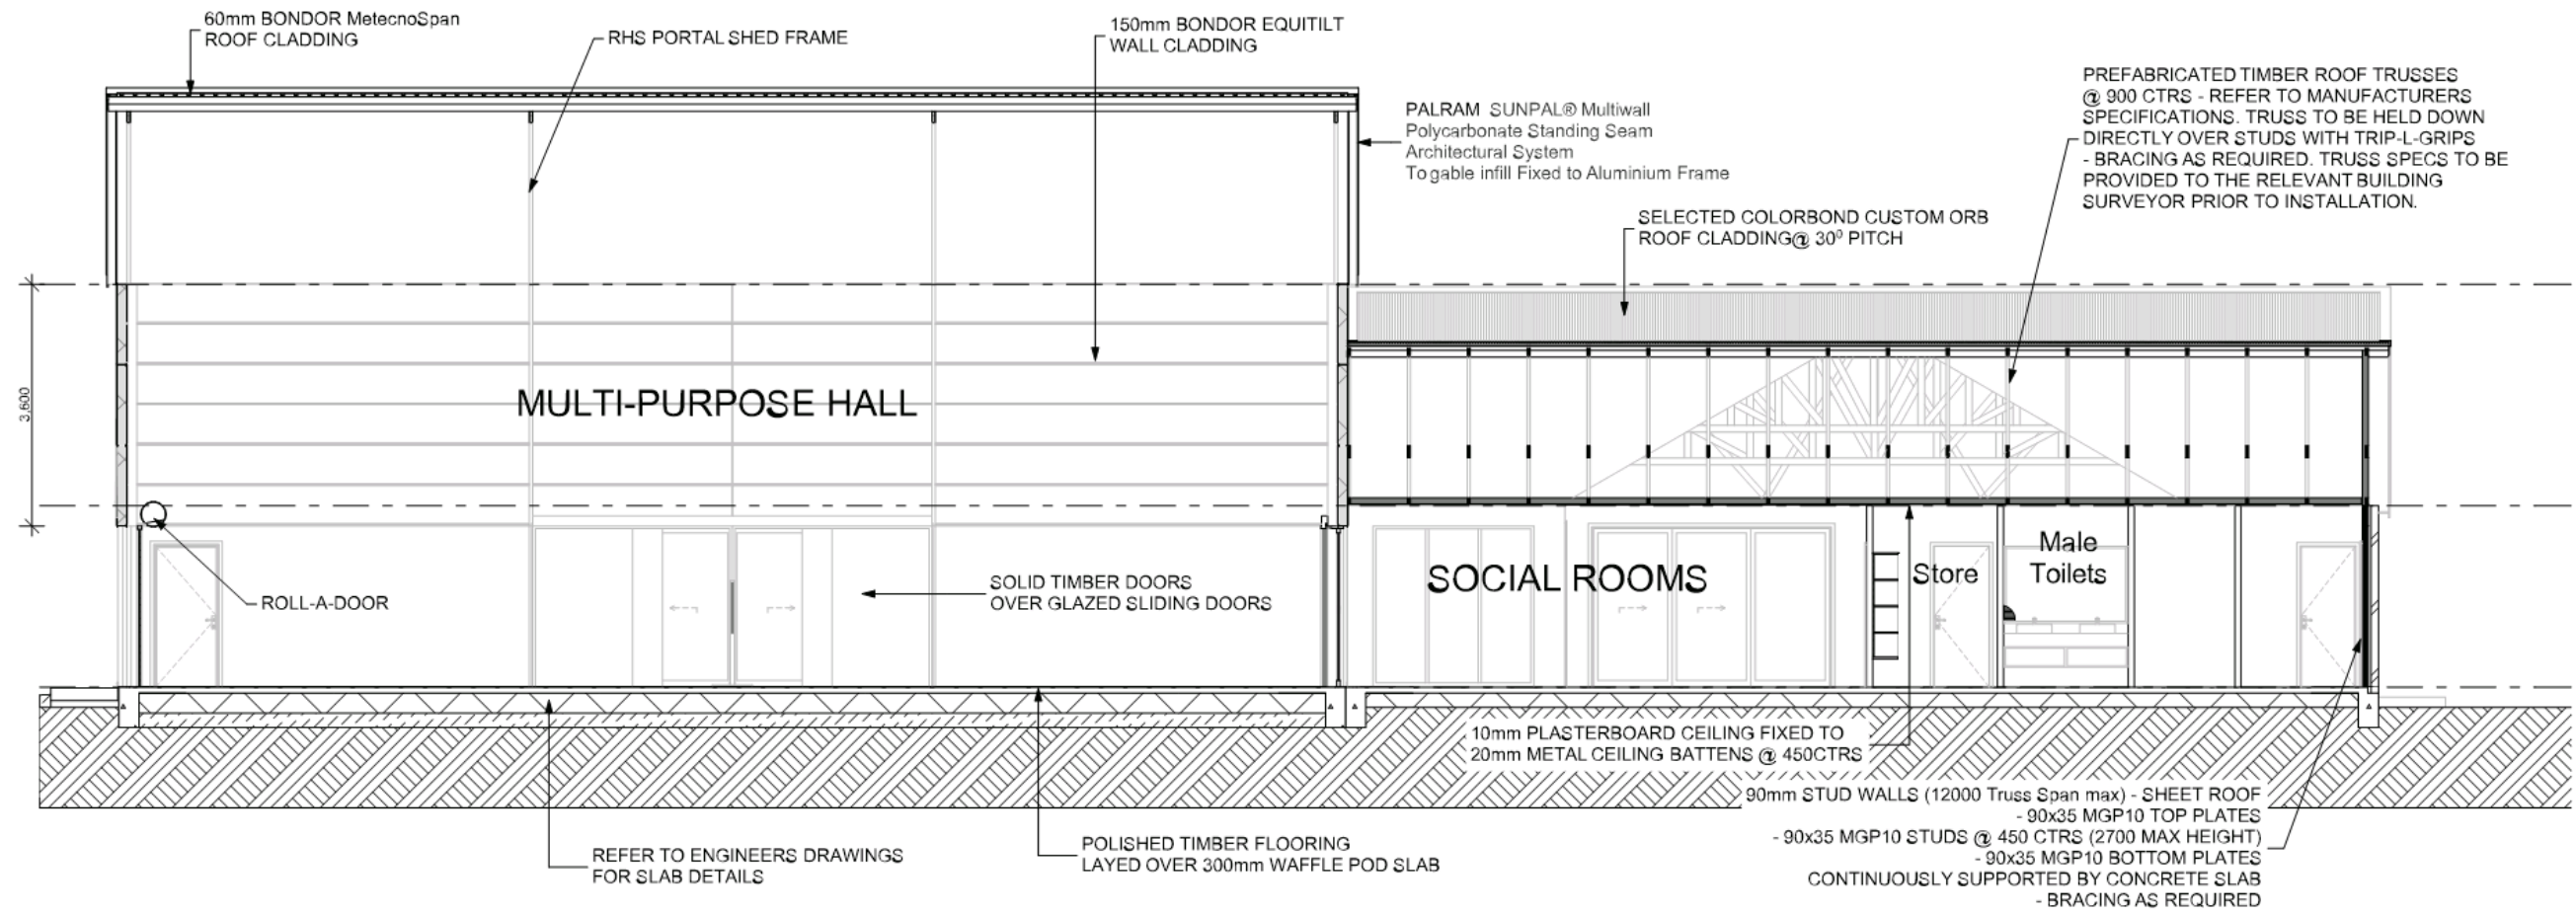 60mm BONDOR MetecnoSpan
ROOF CLADDING
RHS PORTAL SHED FRAME
150mm BONDOR EQUITILT
WALL CLADDING
PALRAM SUNPAL® Multiwall
Polycarbonate Standing Seam
Architectural System
To gable infill Fixed to Aluminium Frame
PREFABRICATED TIMBER ROOF TRUSSES
@ 900 CTRS - REFER TO MANUFACTURERS
SPECIFICATIONS. TRUSS TO BE HELD DOWN
DIRECTLY OVER STUDS WITH TRIP-L-GRIPS
- BRACING AS REQUIRED. TRUSS SPECS TO BE
PROVIDED TO THE RELEVANT BUILDING
SURVEYOR PRIOR TO INSTALLATION.
SELECTED COLORBOND CUSTOM ORB
ROOF CLADDING@ 30⁰ PITCH
3,600
MULTI-PURPOSE HALL
ROLL-A-DOOR
SOLID TIMBER DOORS
OVER GLAZED SLIDING DOORS
SOCIAL ROOMS
Store
Male
Toilets
10mm PLASTERBOARD CEILING FIXED TO
20mm METAL CEILING BATTENS @ 450CTRS
90mm STUD WALLS (12000 Truss Span max) - SHEET ROOF
- 90x35 MGP10 TOP PLATES
- 90x35 MGP10 STUDS @ 450 CTRS (2700 MAX HEIGHT)
- 90x35 MGP10 BOTTOM PLATES
CONTINUOUSLY SUPPORTED BY CONCRETE SLAB
- BRACING AS REQUIRED
REFER TO ENGINEERS DRAWINGS
FOR SLAB DETAILS
POLISHED TIMBER FLOORING
LAYED OVER 300mm WAFFLE POD SLAB